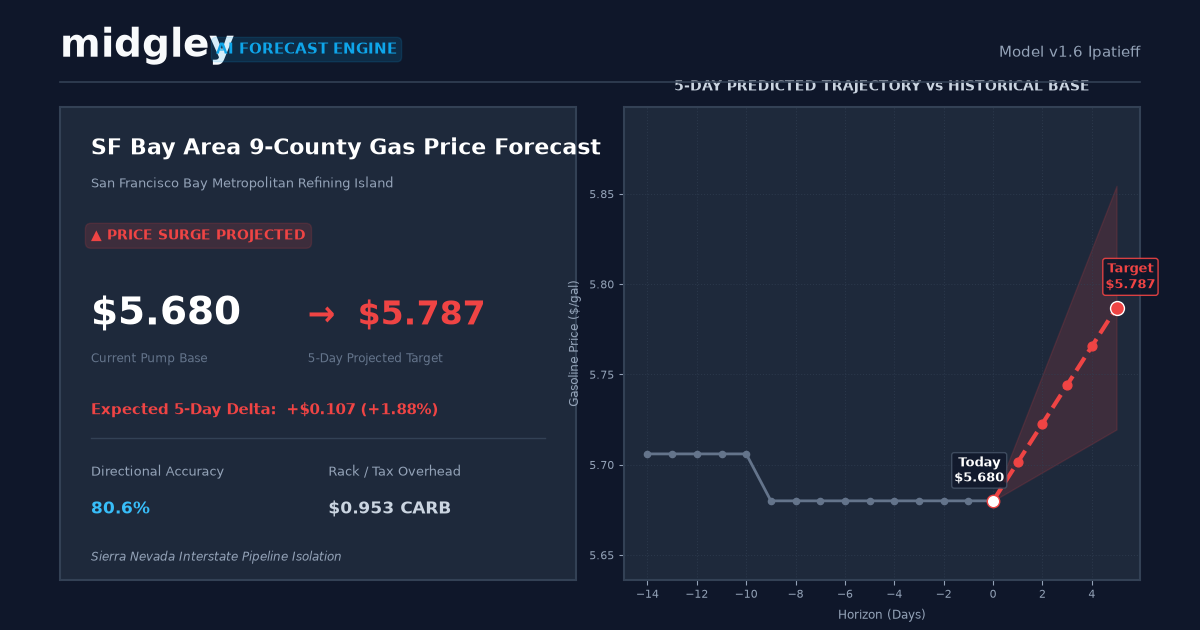 midgley
AI FORECAST ENGINE
Model v1.6 Ipatieff
SF Bay Area 9-County Gas Price Forecast
San Francisco Bay Metropolitan Refining Island
▲ PRICE SURGE PROJECTED
$5.680
→ $5.787
Current Pump Base
5-Day Projected Target
Expected 5-Day Delta: +$0.107 (+1.88%)
Directional Accuracy
Rack / Tax Overhead
80.6%
$0.953 CARB
Sierra Nevada Interstate Pipeline Isolation
5-DAY PREDICTED TRAJECTORY vs HISTORICAL BASE
Gasoline Price ($/gal)
5.85
5.80
5.75
5.70
5.65
Target
$5.787
Today
$5.680
−14 −12 −10 −8 −6 −4 −2 0 2 4
Horizon (Days)